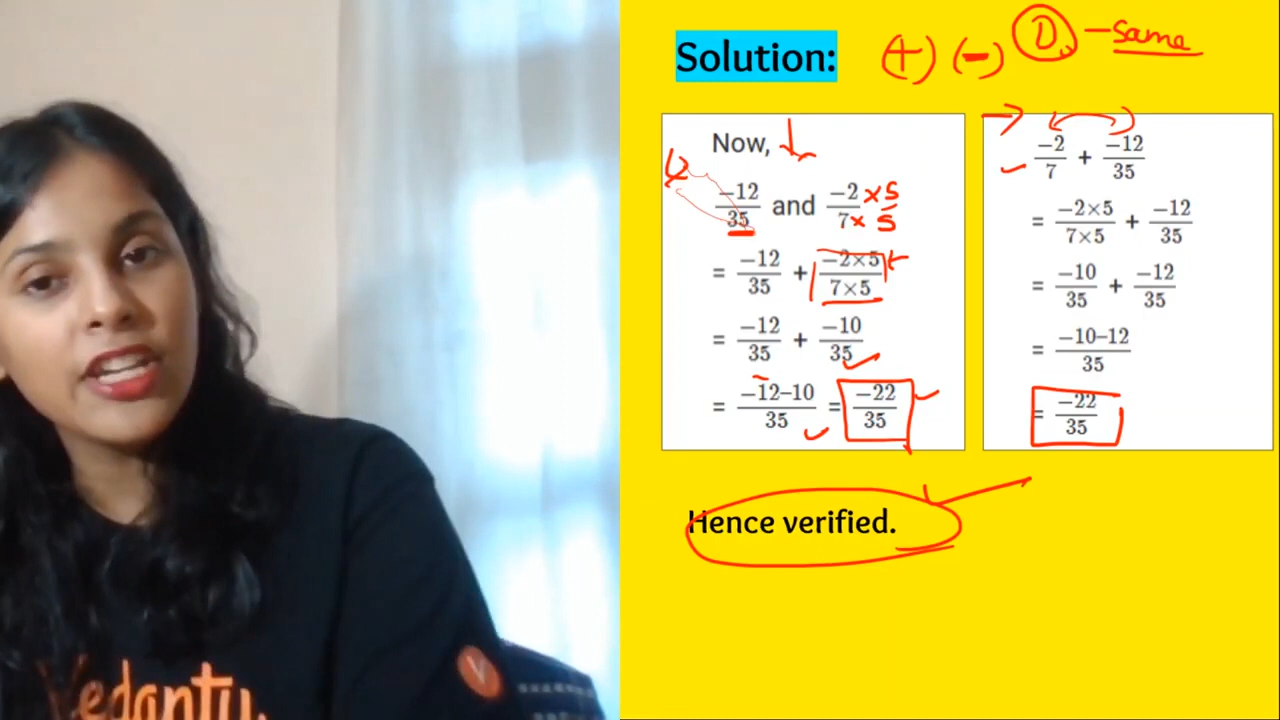 Solution:
(+) (-) D – Same
Now,
-12/35 and -2/7 ×5 ×5
= -12/35 + -2×5/7×5
= -12/35 + -10/35
= -12–10/35 = -22/35
-2/7 + -12/35
= -2×5/7×5 + -12/35
= -10/35 + -12/35
= -10–12/35
= -22/35
Hence verified.
Vedantu
V